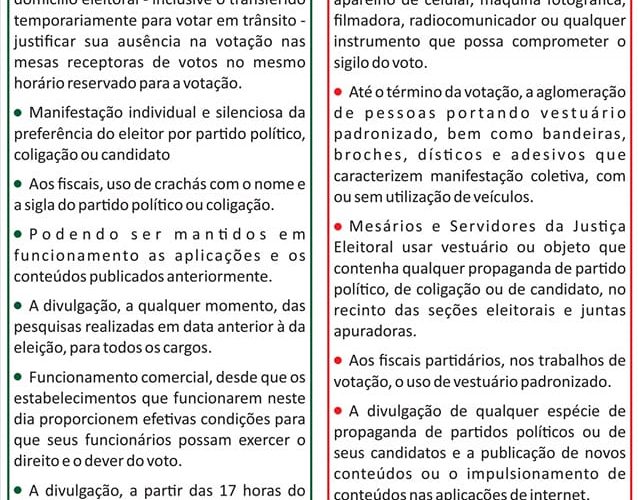 domicílio eleitoral - inclusive o transferido
temporariamente para votar em trânsito -
justificar sua ausência na votação nas
mesas receptoras de votos no mesmo
horário reservado para a votação.
• Manifestação individual e silenciosa da
preferência do eleitor por partido político,
coligação ou candidato
• Aos fiscais, uso de crachás com o nome e
a sigla do partido político ou coligação.
• Podendo ser mantidos em
funcionamento as aplicações e os
conteúdos publicados anteriormente.
• A divulgação, a qualquer momento, das
pesquisas realizadas em data anterior à da
eleição, para todos os cargos.
• Funcionamento comercial, desde que os
estabelecimentos que funcionarem neste
dia proporcionem efetivas condições para
que seus funcionários possam exercer o
direito e o dever do voto.
• A divulgação, a partir das 17 horas do
aparelho de celular, máquina fotográfica,
filmadora, radiocomunicador ou qualquer
instrumento que possa comprometer o
sigilo do voto.
• Até o término da votação, a aglomeração
de pessoas portando vestuário
padronizado, bem como bandeiras,
broches, dísticos e adesivos que
caracterizem manifestação coletiva, com
ou sem utilização de veículos.
• Mesários e Servidores da Justiça
Eleitoral usar vestuário ou objeto que
contenha qualquer propaganda de partido
político, de coligação ou de candidato, no
recinto das seções eleitorais e juntas
apuradoras.
• Aos fiscais partidários, nos trabalhos de
votação, o uso de vestuário padronizado.
• A divulgação de qualquer espécie de
propaganda de partidos políticos ou de
seus candidatos e a publicação de novos
conteúdos ou o impulsionamento de
conteúdos nas aplicações de internet.